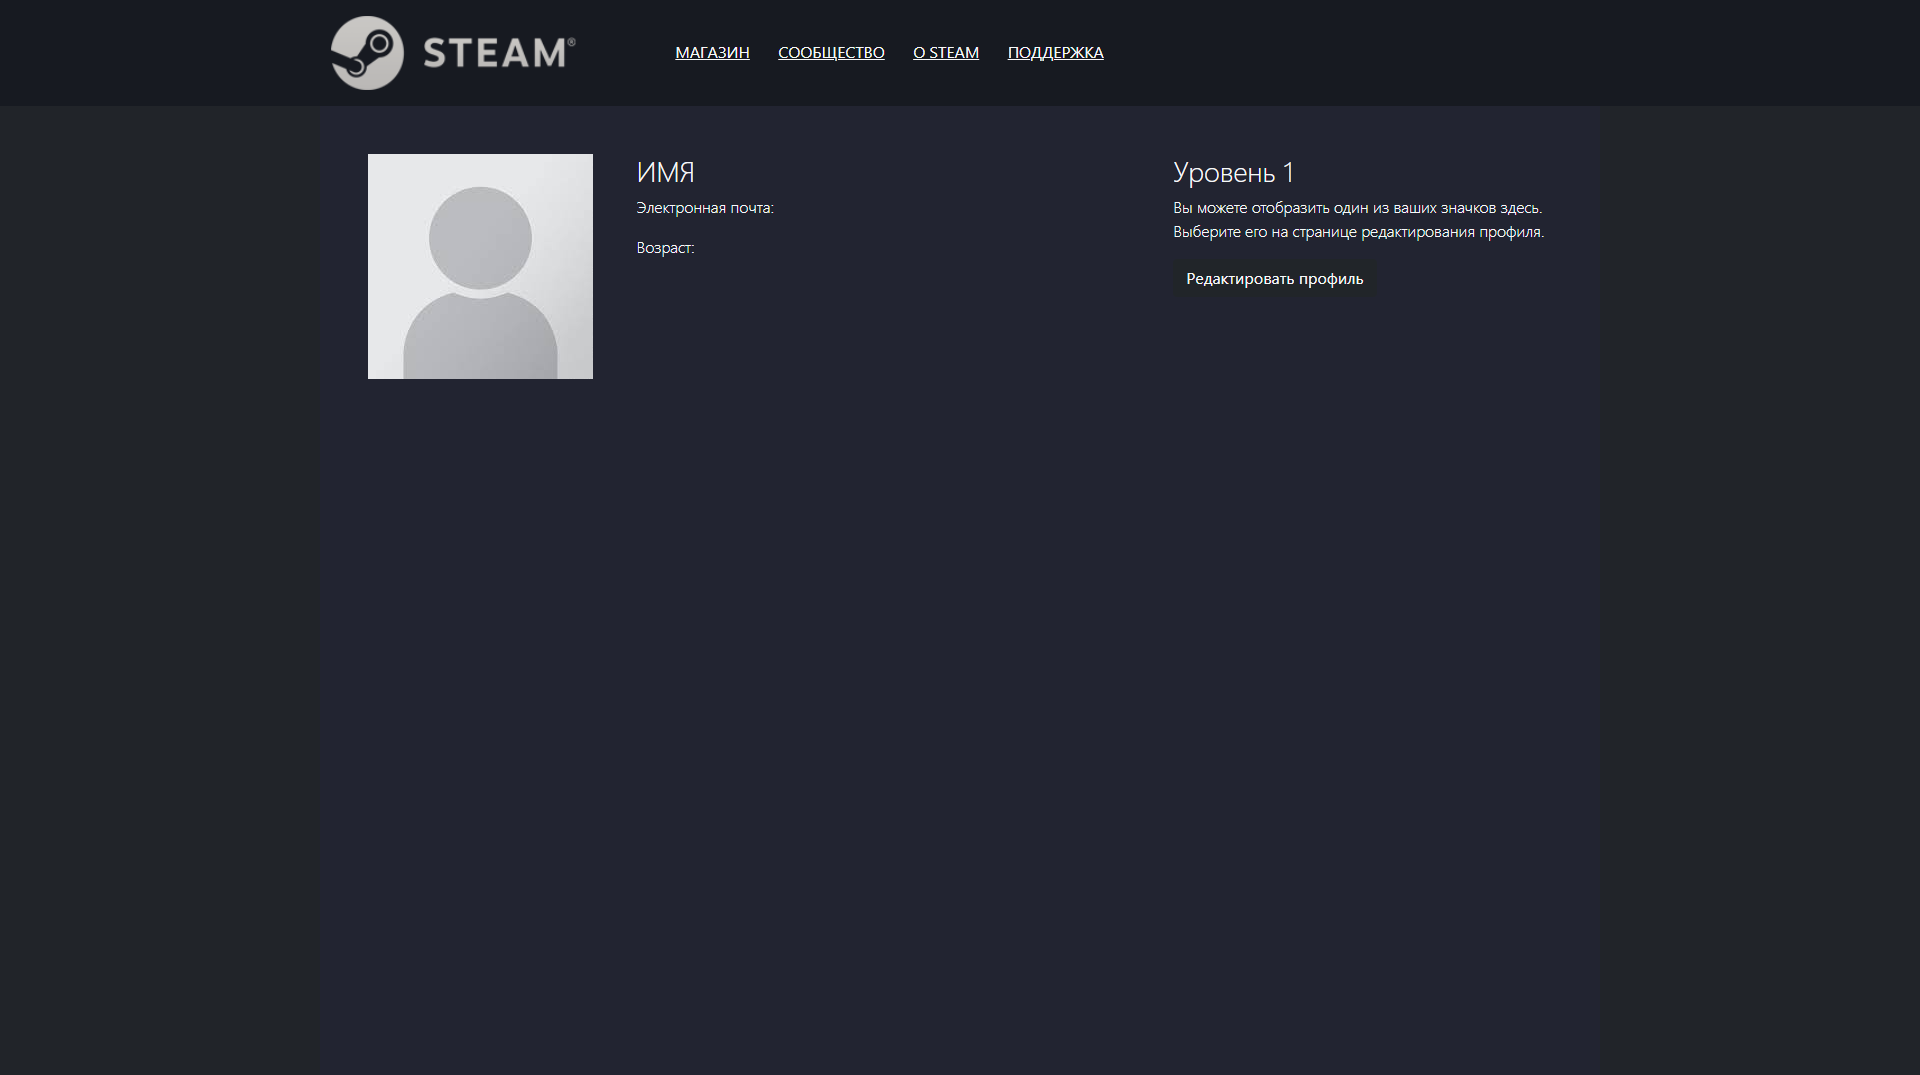 STEAM®
МАГАЗИН СООБЩЕСТВО О STEAM ПОДДЕРЖКА
ИМЯ
Электронная почта:
Возраст:
Уровень 1
Вы можете отобразить один из ваших значков здесь.
Выберите его на странице редактирования профиля.
Редактировать профиль